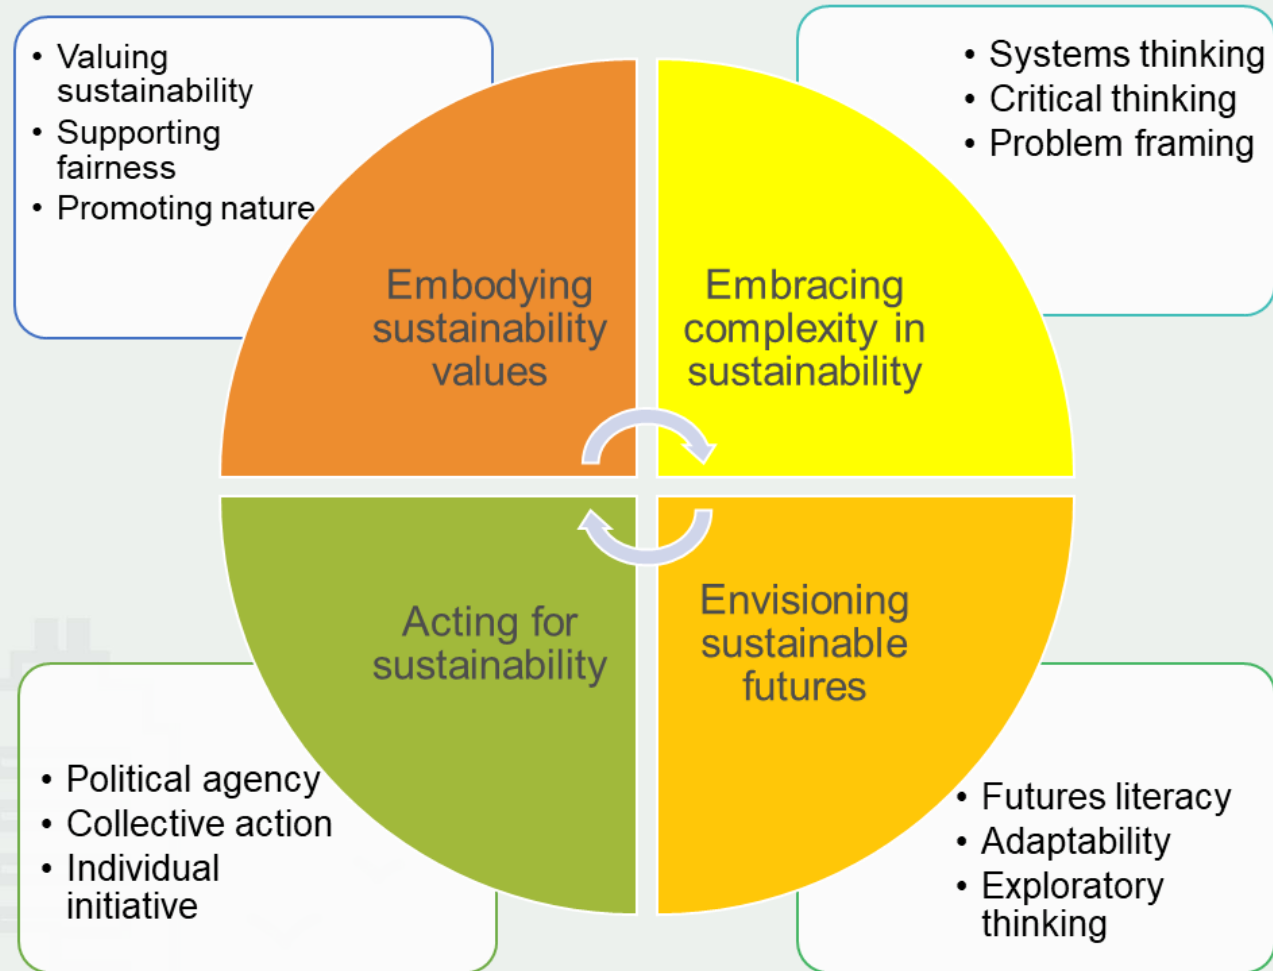 • Valuing
sustainability
• Supporting
fairness
• Promoting nature
• Systems thinking
• Critical thinking
• Problem framing
Embodying
sustainability
values
Embracing
complexity in
sustainability
Acting for
sustainability
Envisioning
sustainable
futures
• Political agency
• Collective action
• Individual
initiative
• Futures literacy
• Adaptability
• Exploratory
thinking